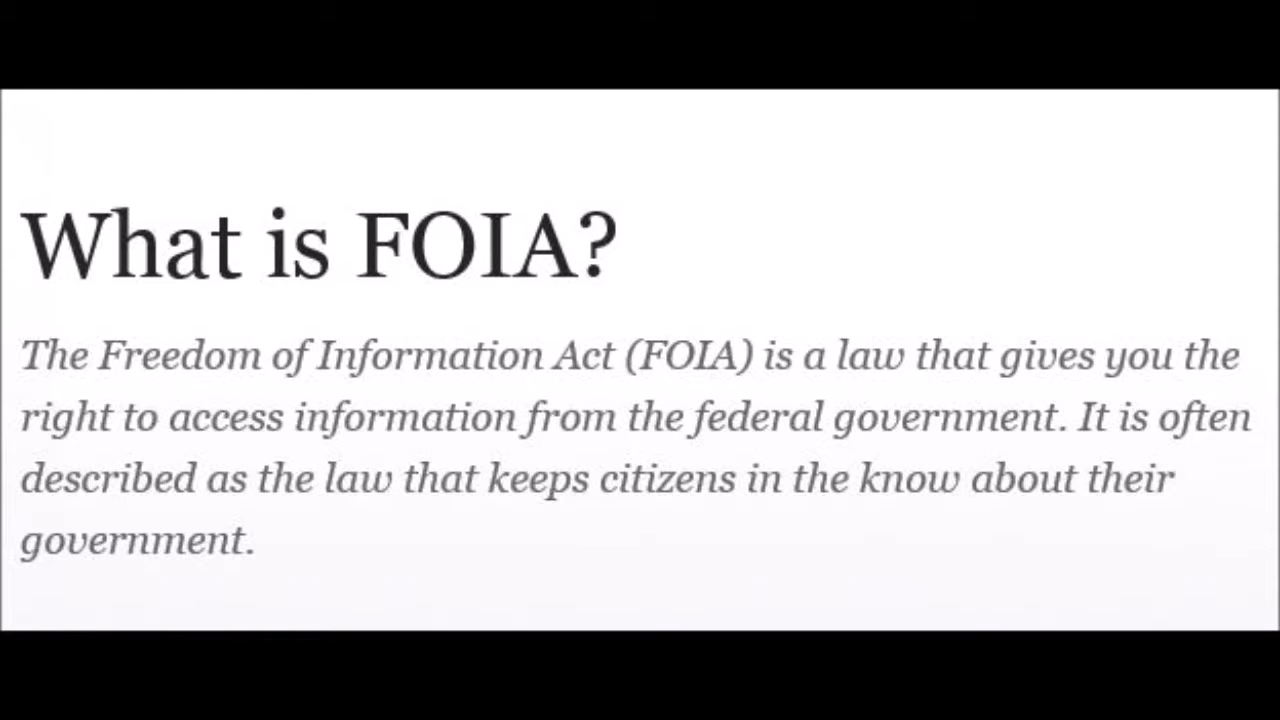 What is FOIA?
The Freedom of Information Act (FOIA) is a law that gives you the
right to access information from the federal government. It is often
described as the law that keeps citizens in the know about their
government.